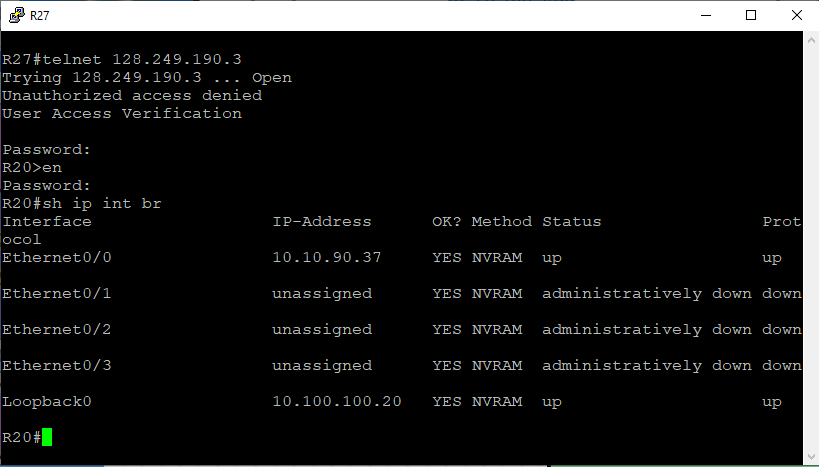 R27
R27#telnet 128.249.190.3
Trying 128.249.190.3 ... Open
Unauthorized access denied
User Access Verification
Password:
R20>en
Password:
R20#sh ip int br
Interface                  IP-Address      OK? Method Status                Prot
ocol
Ethernet0/0                10.10.90.37     YES NVRAM  up                    up
Ethernet0/1                unassigned      YES NVRAM  administratively down down
Ethernet0/2                unassigned      YES NVRAM  administratively down down
Ethernet0/3                unassigned      YES NVRAM  administratively down down
Loopback0                  10.100.100.20   YES NVRAM  up                    up
R20#